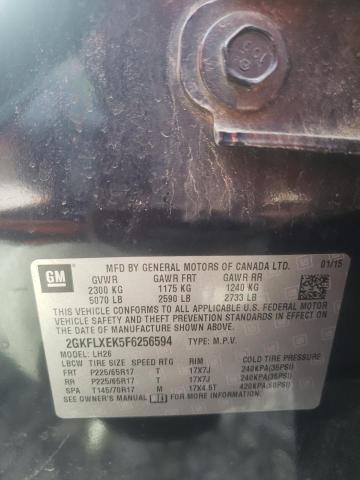 GM
MFD BY GENERAL MOTORS OF CANADA LTD. 01/15
GVWR GAWR FRT GAWR RR
2300 KG 1175 KG 1240 KG
5070 LB 2590 LB 2733 LB
THIS VEHICLE CONFORMS TO ALL APPLICABLE U.S. FEDERAL MOTOR
VEHICLE SAFETY AND THEFT PREVENTION STANDARDS IN EFFECT ON THE
DATE OF MANUFACTURE SHOWN ABOVE.
2GKFLXEK5F6256594 TYPE: M.P.V.
MODEL: LH26
LBCW TIRE SIZE SPEED RTG RIM COLD TIRE PRESSURE
FRT P225/65R17 T 17X7J 240KPA(35PSI)
RR P225/65R17 T 17X7J 240KPA(35PSI)
SPA T145/70R17 M 17X4.5T 420KPA(60PSI)
SEE OWNER'S MANUAL FOR ADDITIONAL INFORMATION